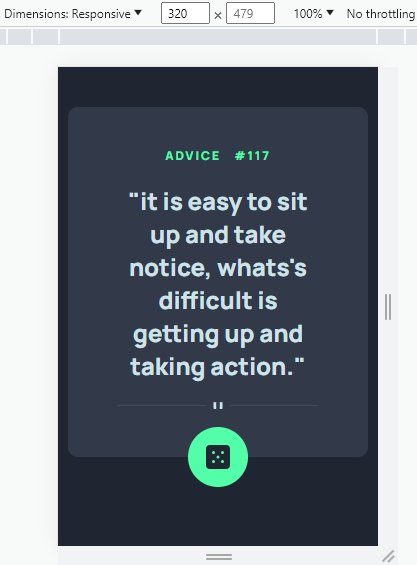 Dimensions: Responsive ▼ 320 × 479 100% ▼ No throttling
ADVICE #117
"it is easy to sit
up and take
notice, whats's
difficult is
getting up and
taking action."